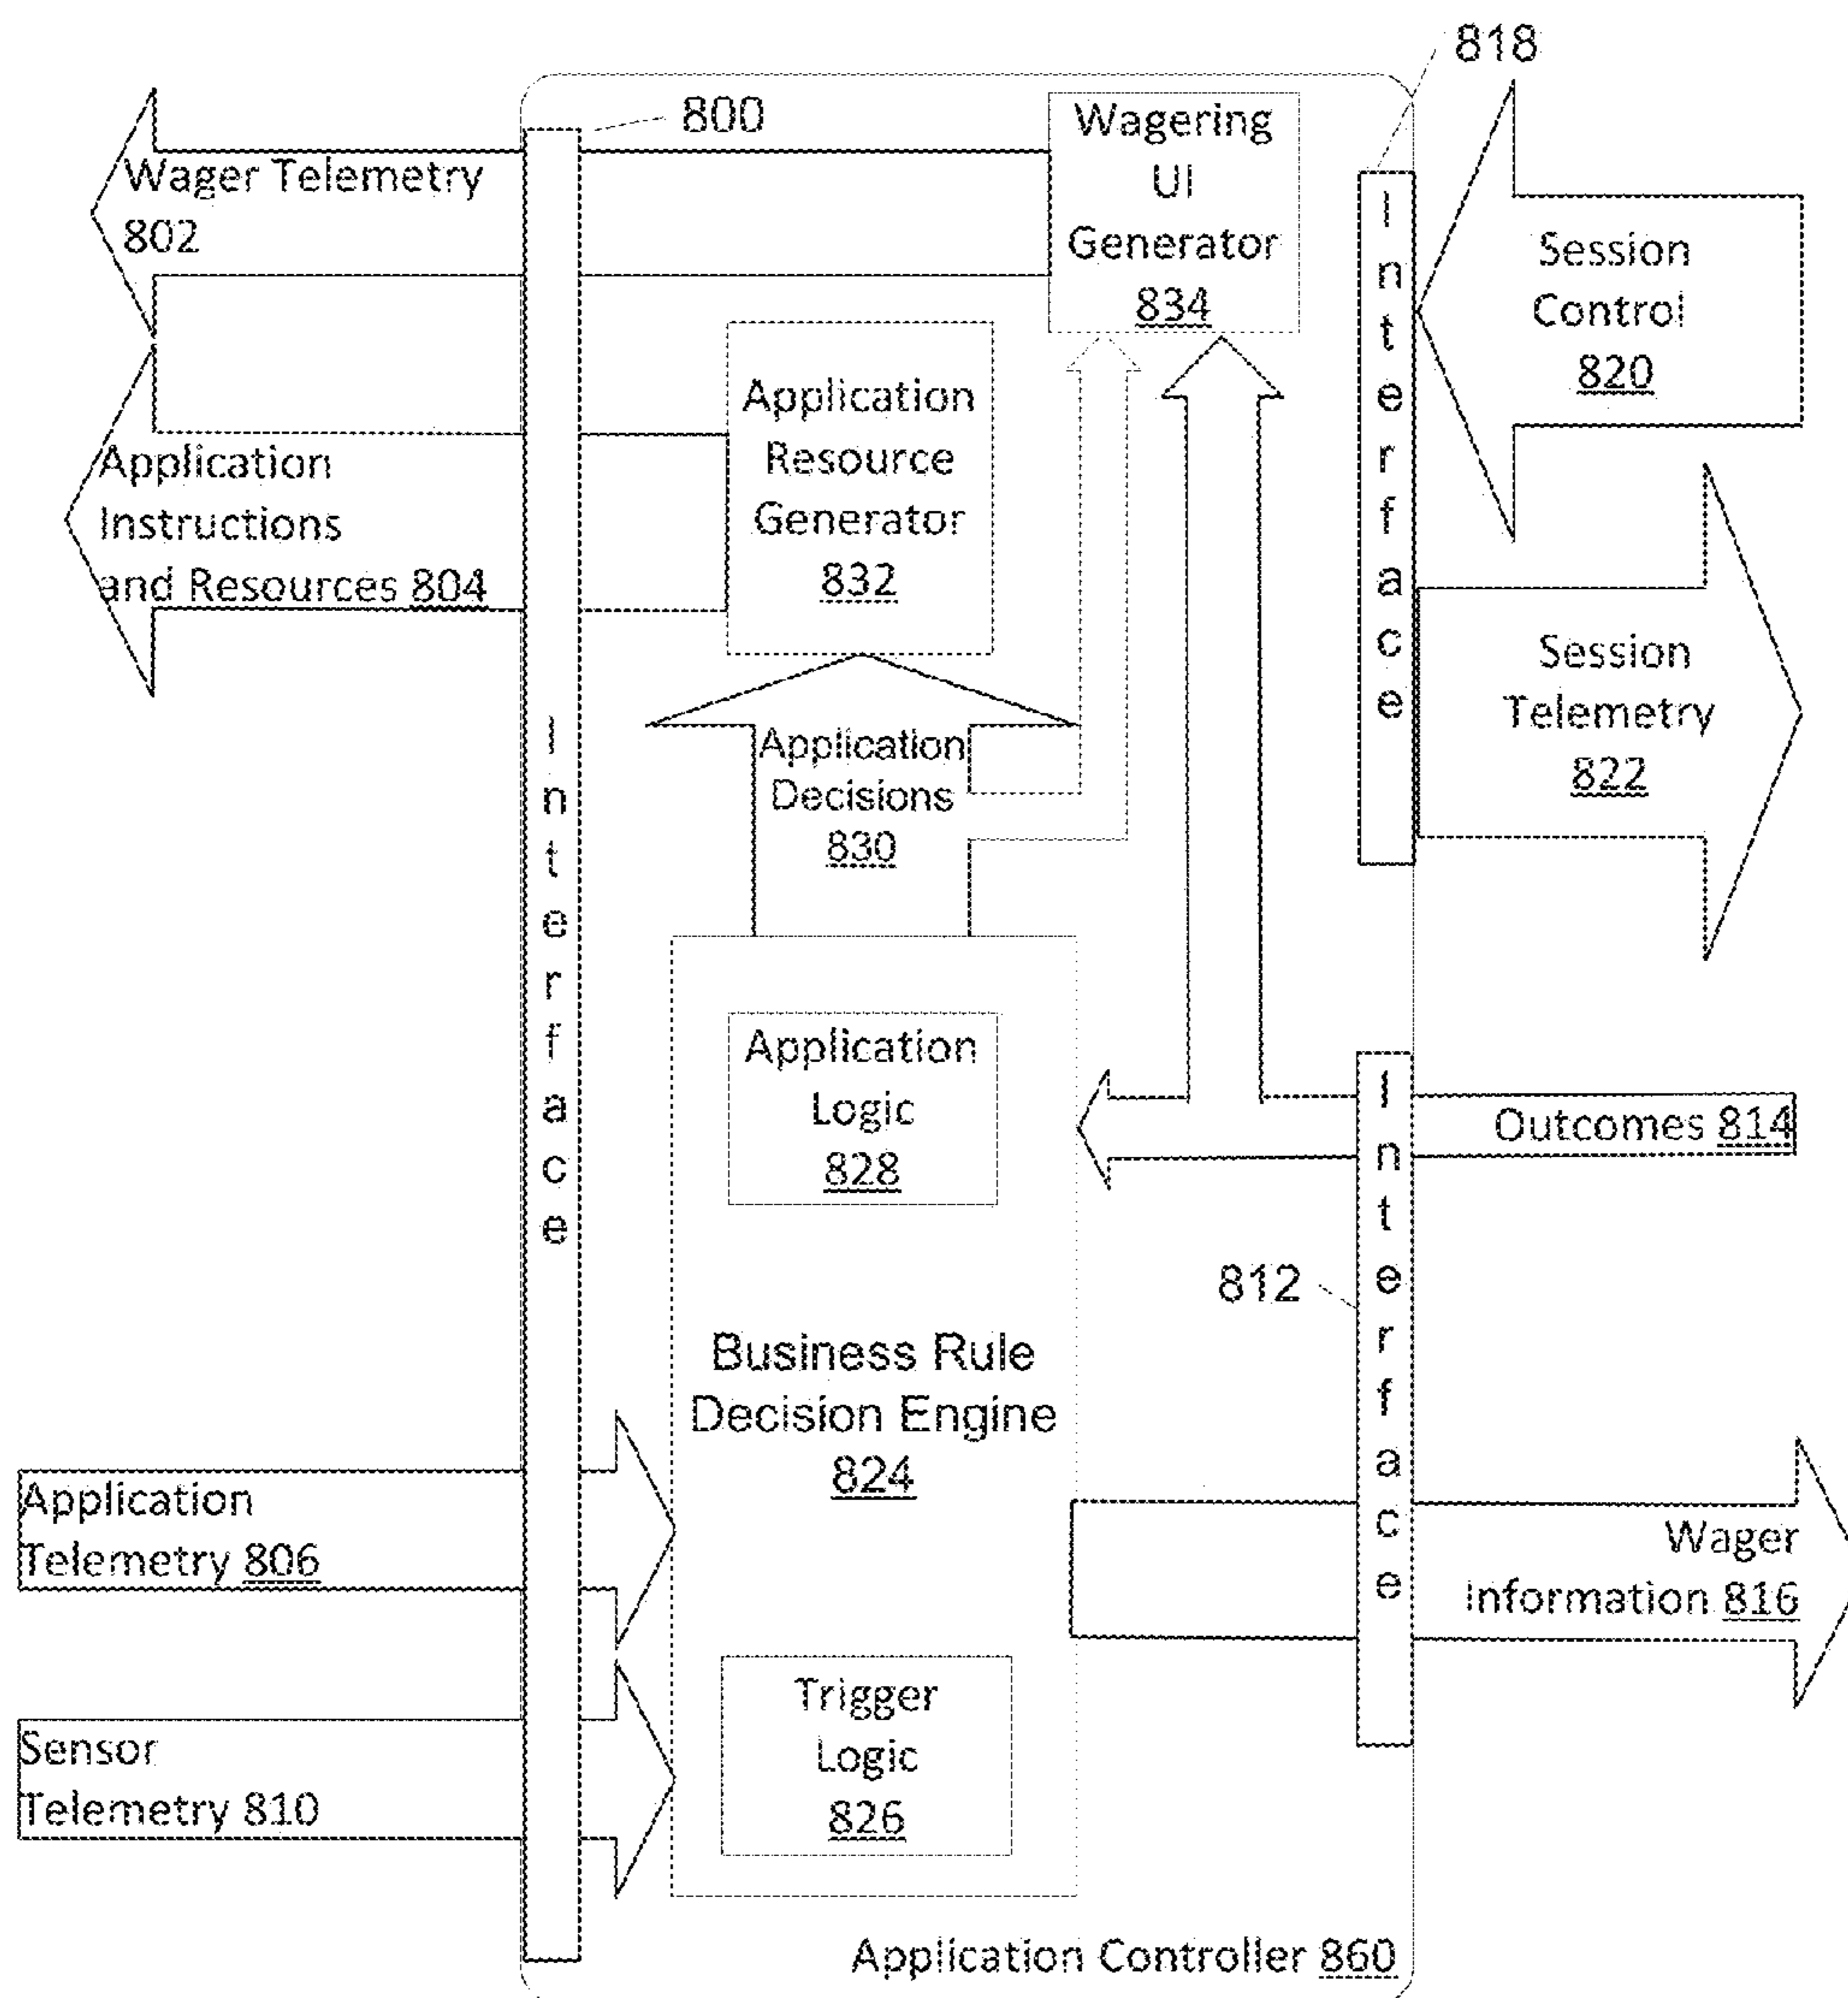 818
800
Wager Telemetry
802
Wagering
UI
Generator
834
Interface
Session
Control
820
Application
Resource
Generator
832
Application
Instructions
and Resources 804
Session
Telemetry
822
Interface
Application
Decisions
830
Application
Logic
828
Interface
Outcomes 814
812
Business Rule
Decision Engine
824
Application
Telemetry 806
Wager
Information 816
Trigger
Logic
826
Sensor
Telemetry 810
Application Controller 860